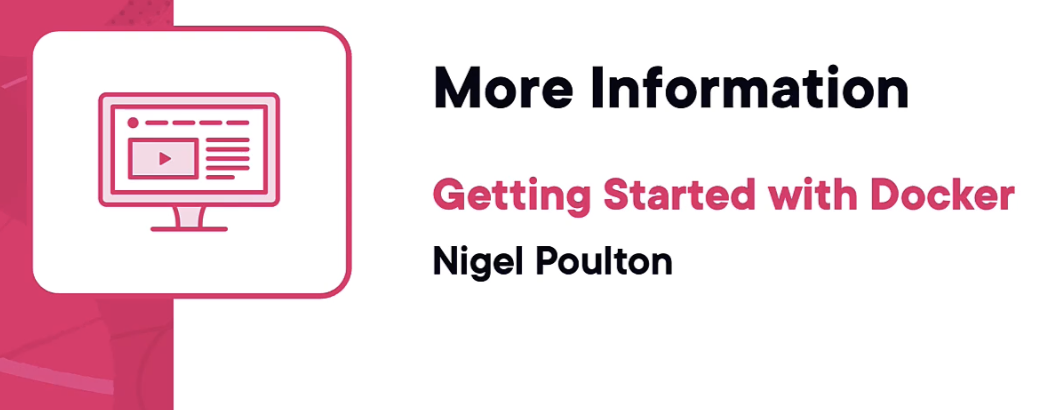 More Information
Getting Started with Docker
Nigel Poulton